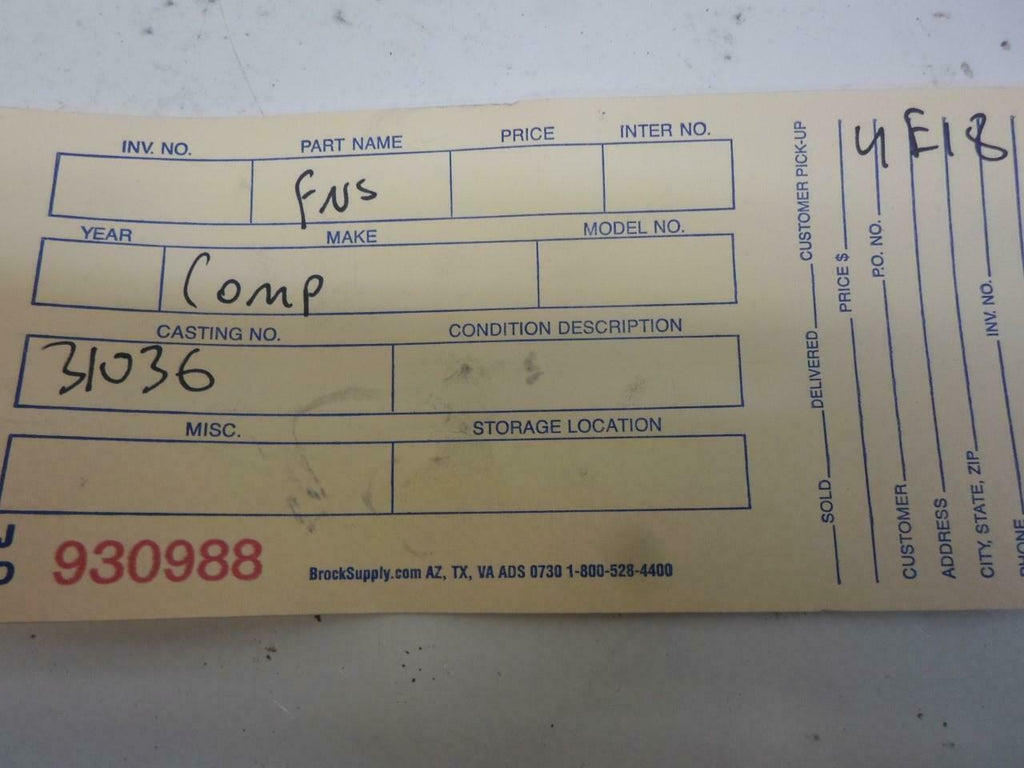 INV. NO. PART NAME PRICE INTER NO.
FNS
YEAR MAKE MODEL NO.
Comp
CASTING NO. CONDITION DESCRIPTION
31036
MISC. STORAGE LOCATION
930988
BrockSupply.com AZ, TX, VA ADS 0730 1-800-528-4400
SOLD DELIVERED CUSTOMER PICK-UP
PRICE $
P.O. NO.
CUSTOMER
ADDRESS
CITY, STATE, ZIP INV. NO.
PHONE
4E18